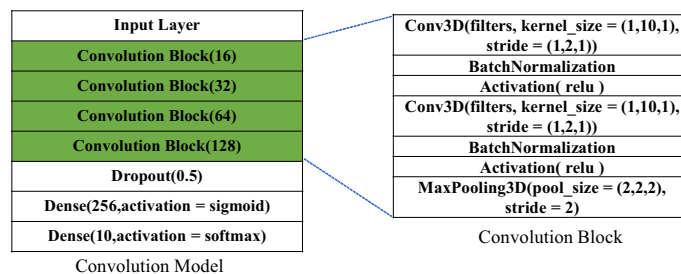 Input Layer
Convolution Block(16)
Convolution Block(32)
Convolution Block(64)
Convolution Block(128)
Dropout(0.5)
Dense(256,activation = sigmoid)
Dense(10,activation = softmax)
Convolution Model
Conv3D(filters, kernel_size = (1,10,1),
stride = (1,2,1))
BatchNormalization
Activation( relu )
Conv3D(filters, kernel_size = (1,10,1),
stride = (1,2,1))
BatchNormalization
Activation( relu )
MaxPooling3D(pool_size = (2,2,2),
stride = 2)
Convolution Block